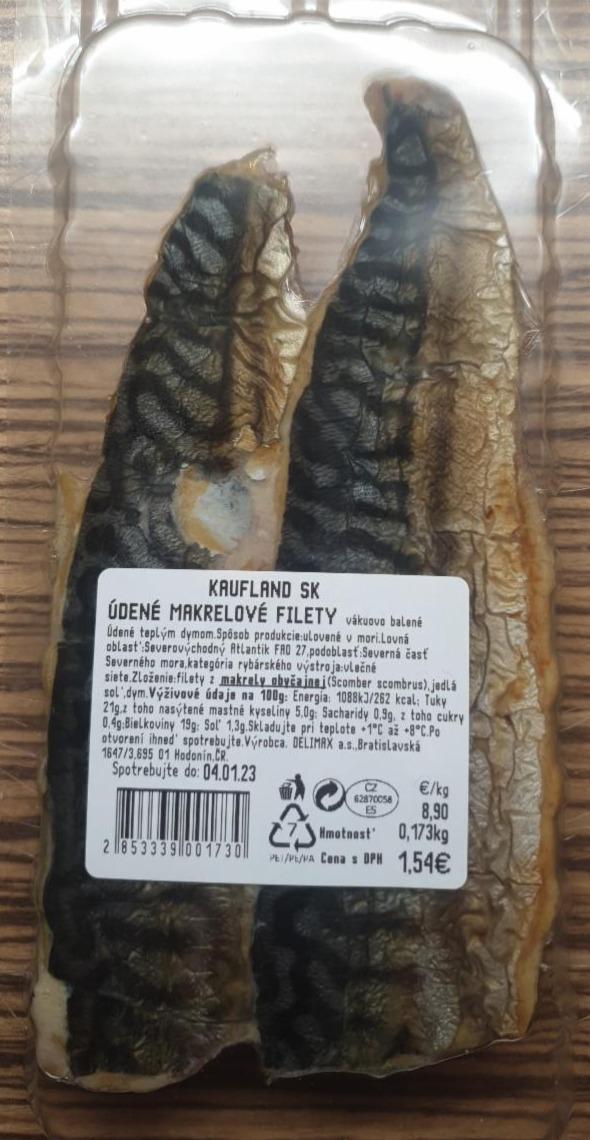 KAUFLAND SK
ÚDENÉ MAKRELOVÉ FILETY vákuovo balené
Údené teplým dymom.Spôsob produkcie:ulovené v mori.Lovná
oblasť:Severovýchodný Atlantik FAO 27,podoblasť:Severná časť
Severného mora,kategória rybárskeho výstroja:vlečné
siete.Zloženie:filety z makrely obyčajnej(Scomber scombrus),jedlá
soľ,dym.Výživové údaje na 100g: Energia: 1088kJ/262 kcal; Tuky
21g,z toho nasýtené mastné kyseliny 5,0g; Sacharidy 0,9g, z toho cukry
0,4g;Bielkoviny 19g; Soľ 1,3g.Skladujte pri teplote +1°C až +8°C.Po
otvorení ihneď spotrebujte.Výrobca. DELIMAX a.s.,Bratislavská
1647/3,695 01 Hodonín,ČR.
Spotrebujte do: 04.01.23
2 853339 001730
7
PET/PE/PA
CZ
62870058
ES
€/kg
8,90
Hmotnosť 0,173kg
Cena s DPH 1,54€